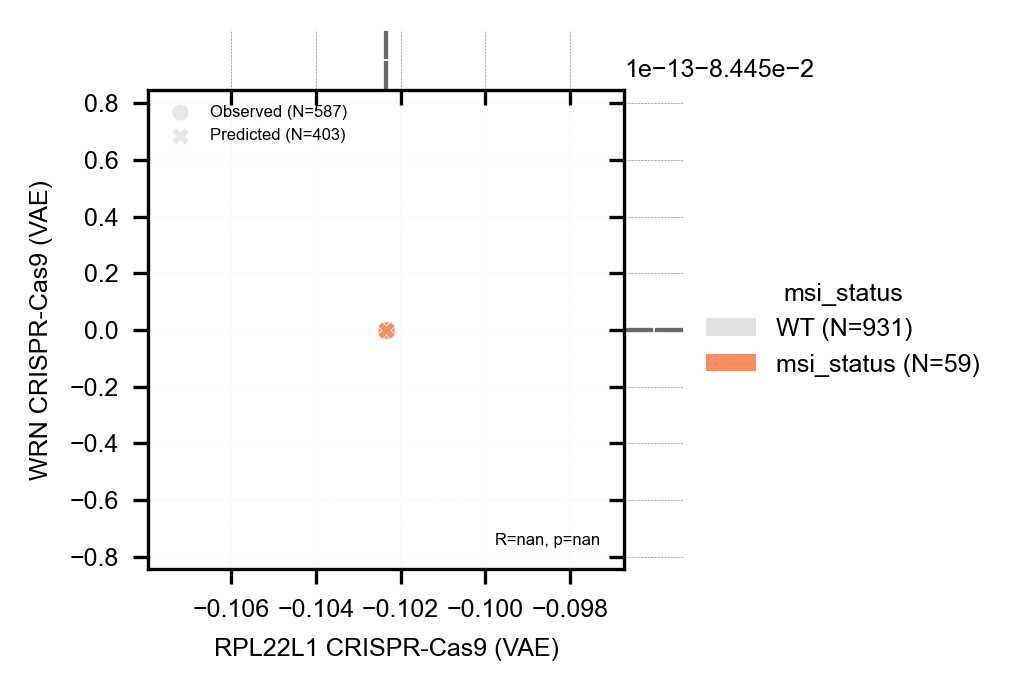 1e−13−8.445e−2
Observed (N=587)
Predicted (N=403)
0.8
0.6
0.4
0.2
0.0
−0.2
−0.4
−0.6
−0.8
WRN CRISPR-Cas9 (VAE)
R=nan, p=nan
−0.106 −0.104 −0.102 −0.100 −0.098
RPL22L1 CRISPR-Cas9 (VAE)
msi_status
WT (N=931)
msi_status (N=59)